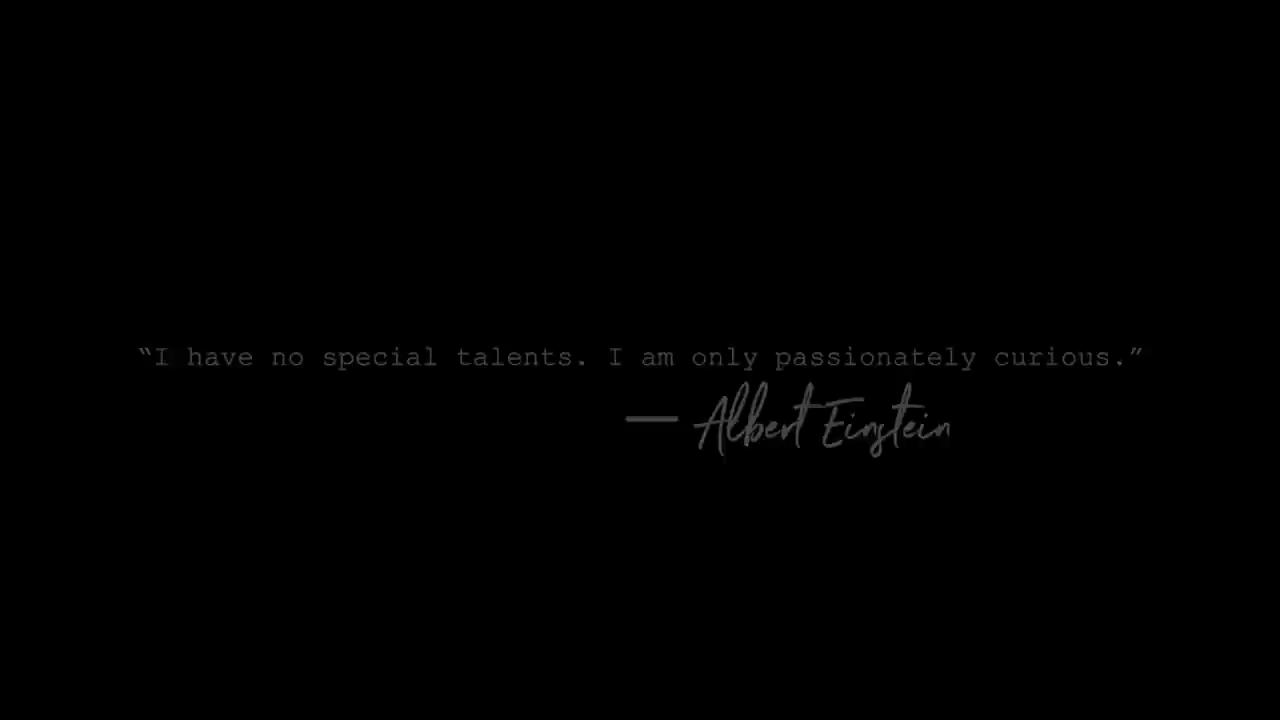 “I have no special talents. I am only passionately curious.”
— Albert Einstein